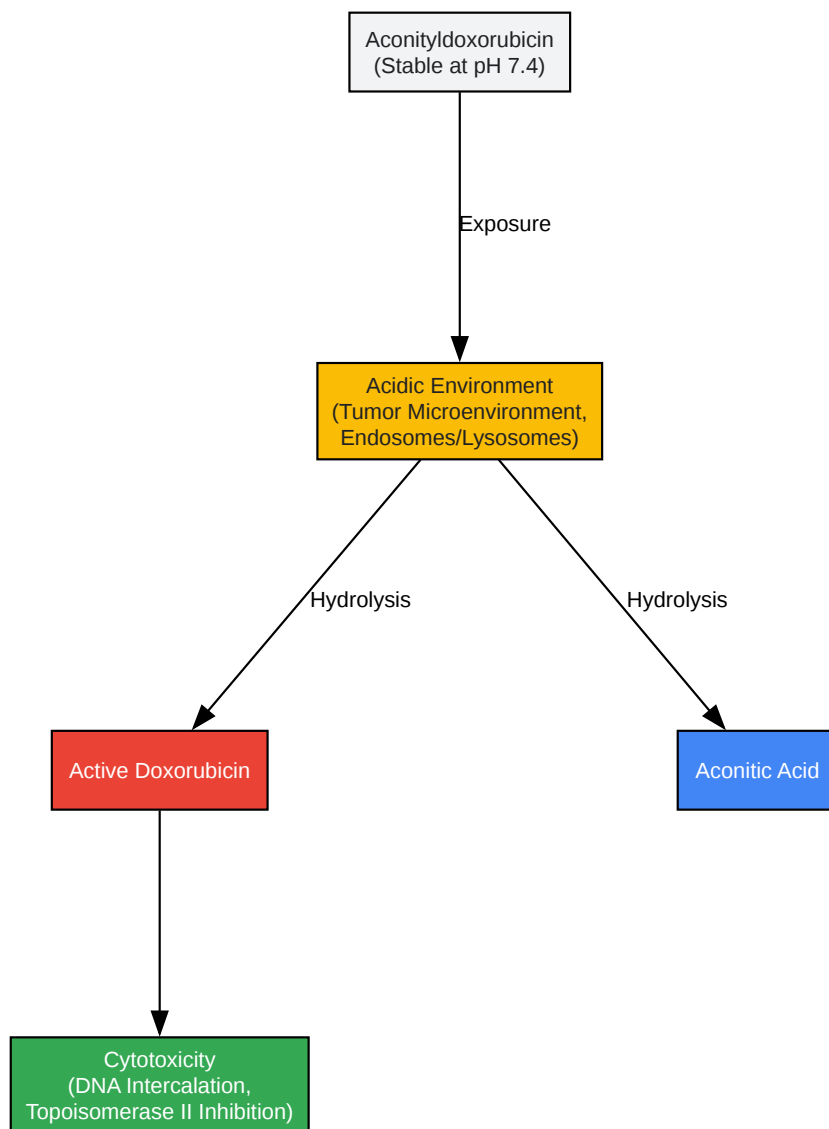 Aconityldoxorubicin
(Stable at pH 7.4)
Exposure
Acidic Environment
(Tumor Microenvironment,
Endosomes/Lysosomes)
Hydrolysis
Hydrolysis
Active Doxorubicin
Aconitic Acid
Cytotoxicity
(DNA Intercalation,
Topoisomerase II Inhibition)